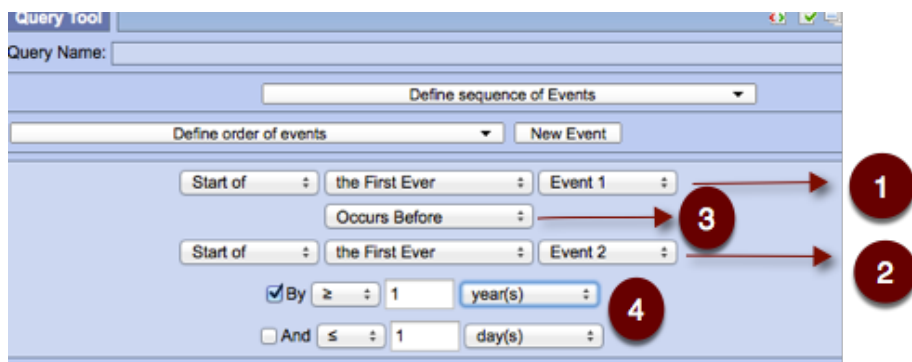 Query Tool
Query Name:
Define sequence of Events
Define order of events New Event
Start of the First Ever Event 1 1
Occurs Before 3
Start of the First Ever Event 2 2
By ≥ 1 year(s) 4
And ≤ 1 day(s)